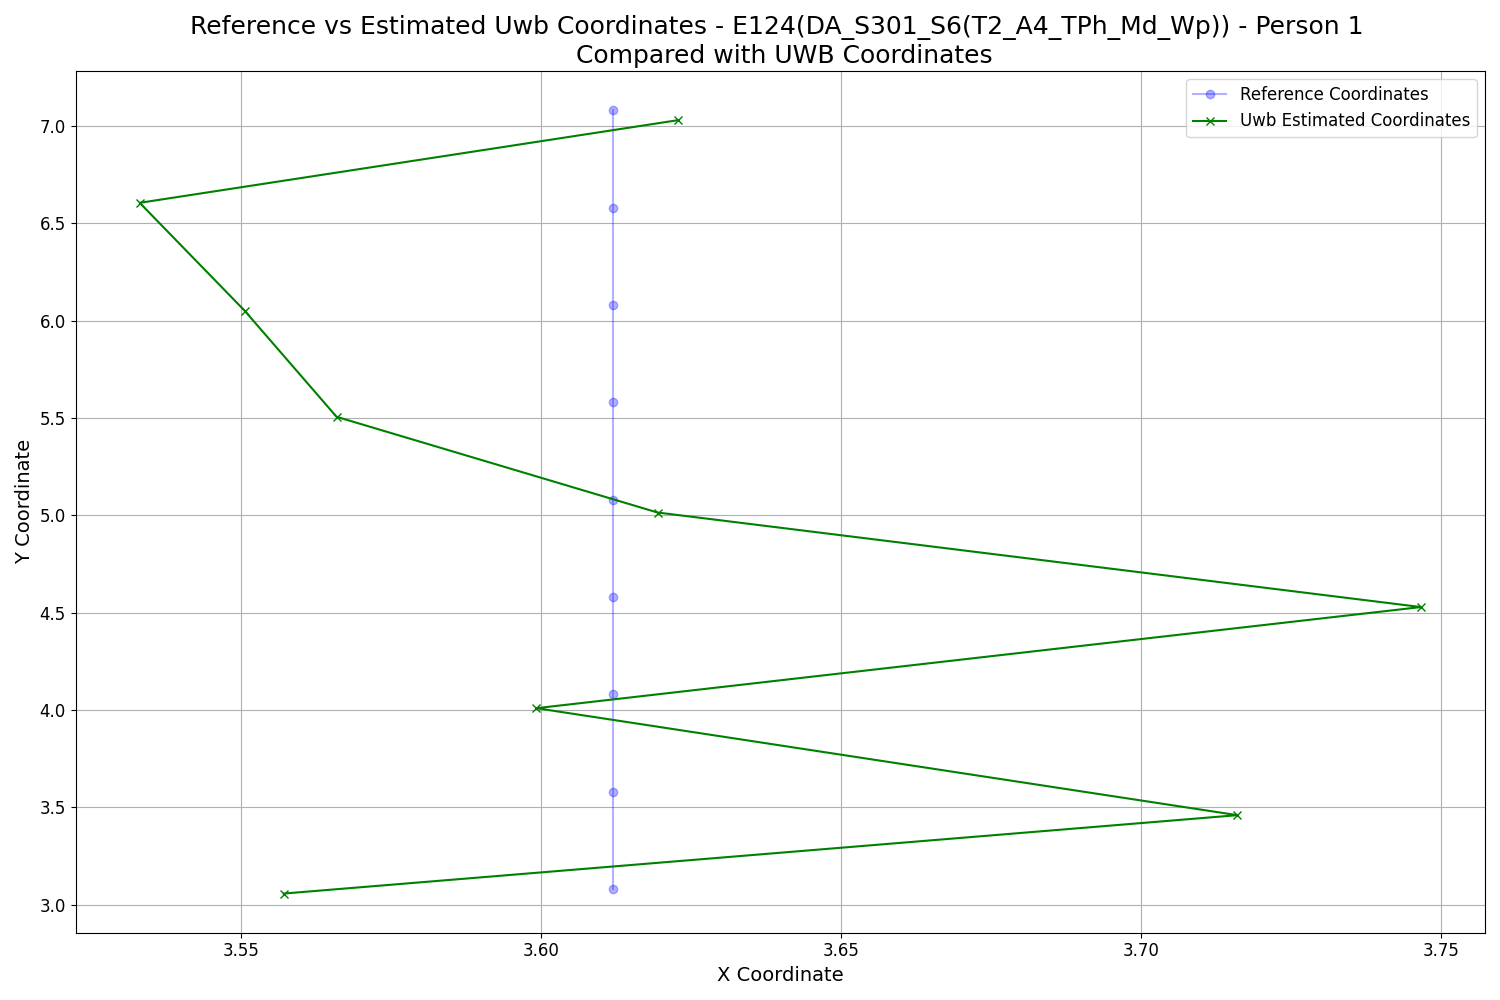 Reference vs Estimated Uwb Coordinates - E124(DA_S301_S6(T2_A4_TPh_Md_Wp)) - Person 1
Compared with UWB Coordinates
Reference Coordinates
Uwb Estimated Coordinates
7.0
6.5
6.0
5.5
5.0
4.5
4.0
3.5
3.0
Y Coordinate
3.55 3.60 3.65 3.70 3.75
X Coordinate